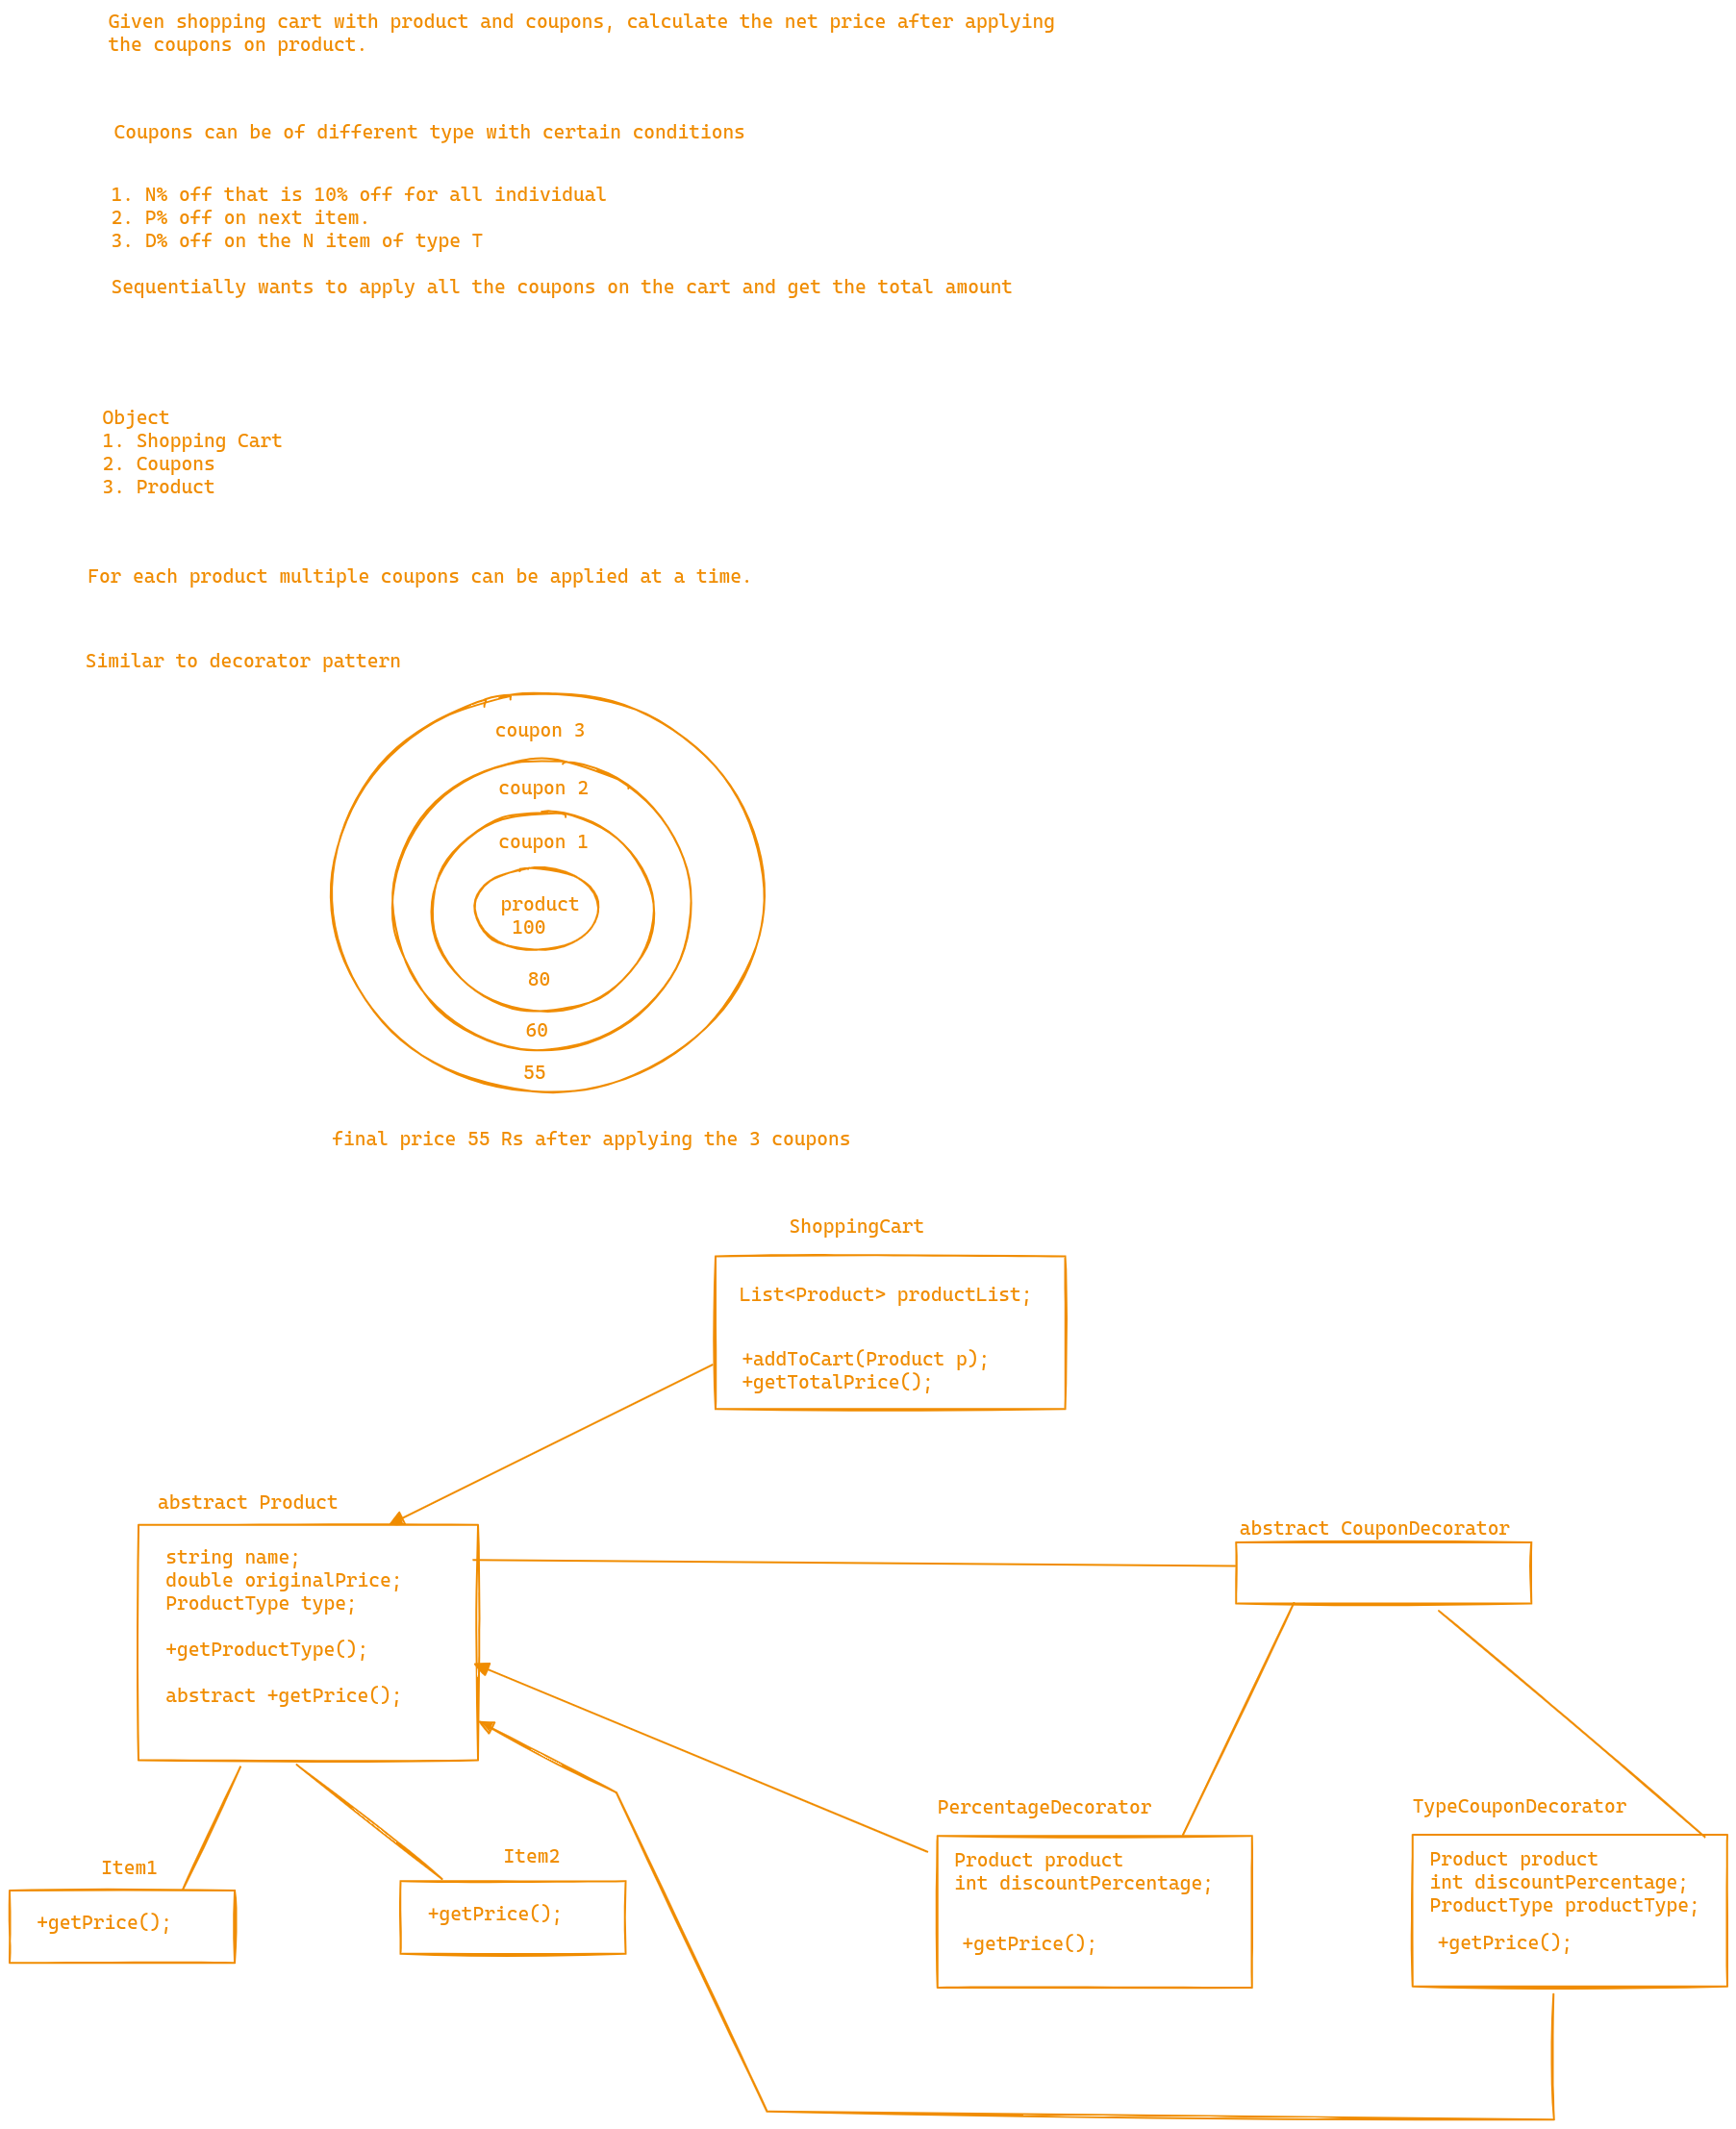 Given shopping cart with product and coupons, calculate the net price after applying
the coupons on product.
Coupons can be of different type with certain conditions
1. N% off that is 10% off for all individual
2. P% off on next item.
3. D% off on the N item of type T
Sequentially wants to apply all the coupons on the cart and get the total amount
Object
1. Shopping Cart
2. Coupons
3. Product
For each product multiple coupons can be applied at a time.
Similar to decorator pattern
coupon 3
coupon 2
coupon 1
product
100
80
60
55
final price 55 Rs after applying the 3 coupons
ShoppingCart
List<Product> productList;
+addToCart(Product p);
+getTotalPrice();
abstract Product
string name;
double originalPrice;
ProductType type;
+getProductType();
abstract +getPrice();
abstract CouponDecorator
Item1
+getPrice();
Item2
+getPrice();
PercentageDecorator
Product product
int discountPercentage;
+getPrice();
TypeCouponDecorator
Product product
int discountPercentage;
ProductType productType;
+getPrice();